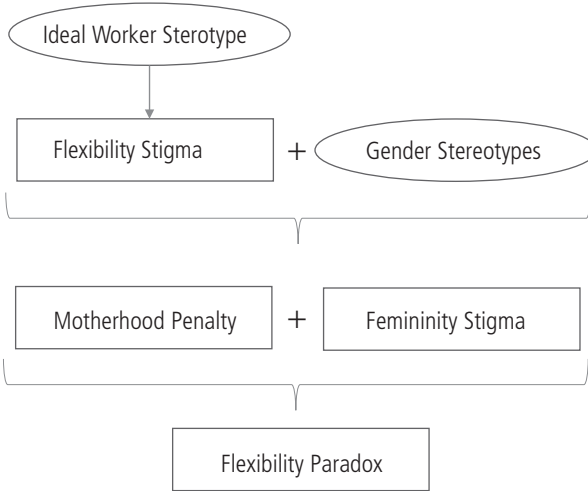 Ideal Worker Sterotype
Flexibility Stigma + Gender Stereotypes
Motherhood Penalty + Femininity Stigma
Flexibility Paradox